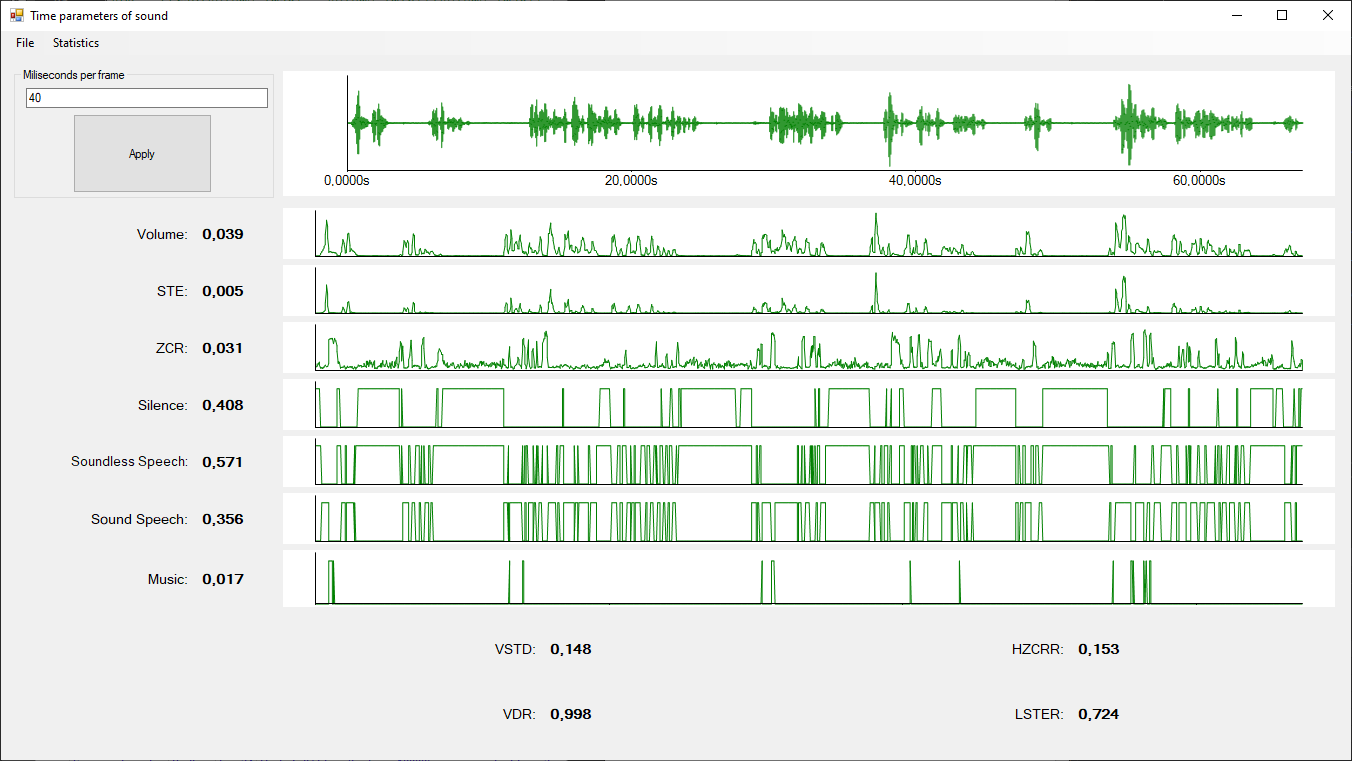 Time parameters of sound
File Statistics
Miliseconds per frame
40
Apply
0,0000s 20,0000s 40,0000s 60,0000s
Volume: 0,039
STE: 0,005
ZCR: 0,031
Silence: 0,408
Soundless Speech: 0,571
Sound Speech: 0,356
Music: 0,017
VSTD: 0,148 HZCRR: 0,153
VDR: 0,998 LSTER: 0,724